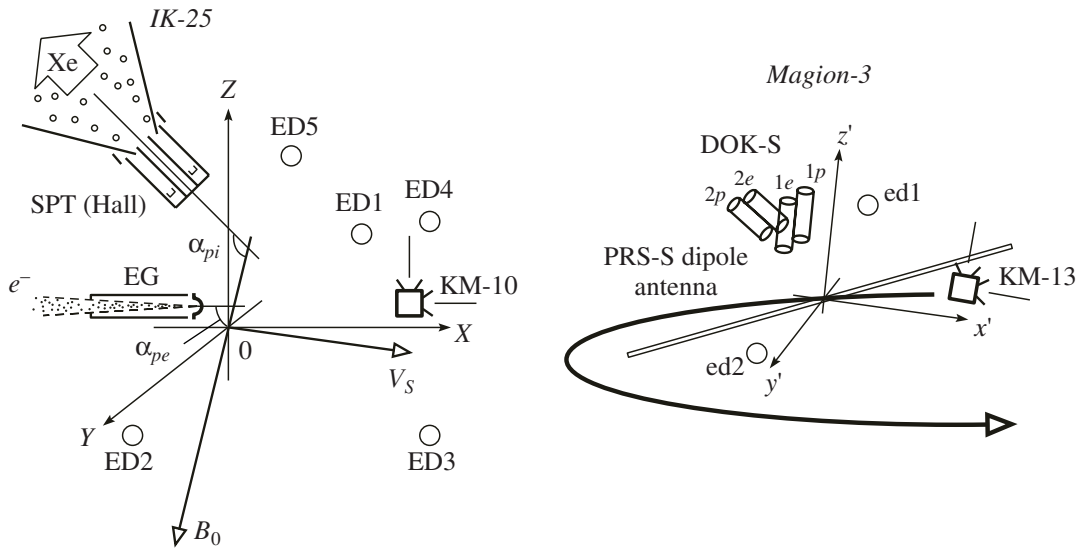 IK-25
Xe
Z
ED5
SPT (Hall)
ED1
ED4
α_pi
EG
e⁻
KM-10
α_pe
0
X
V_S
Y
ED2
ED3
B₀
Magion-3
DOK-S
z'
2p 2e 1e 1p
ed1
PRS-S dipole
antenna
KM-13
x'
ed2
y'